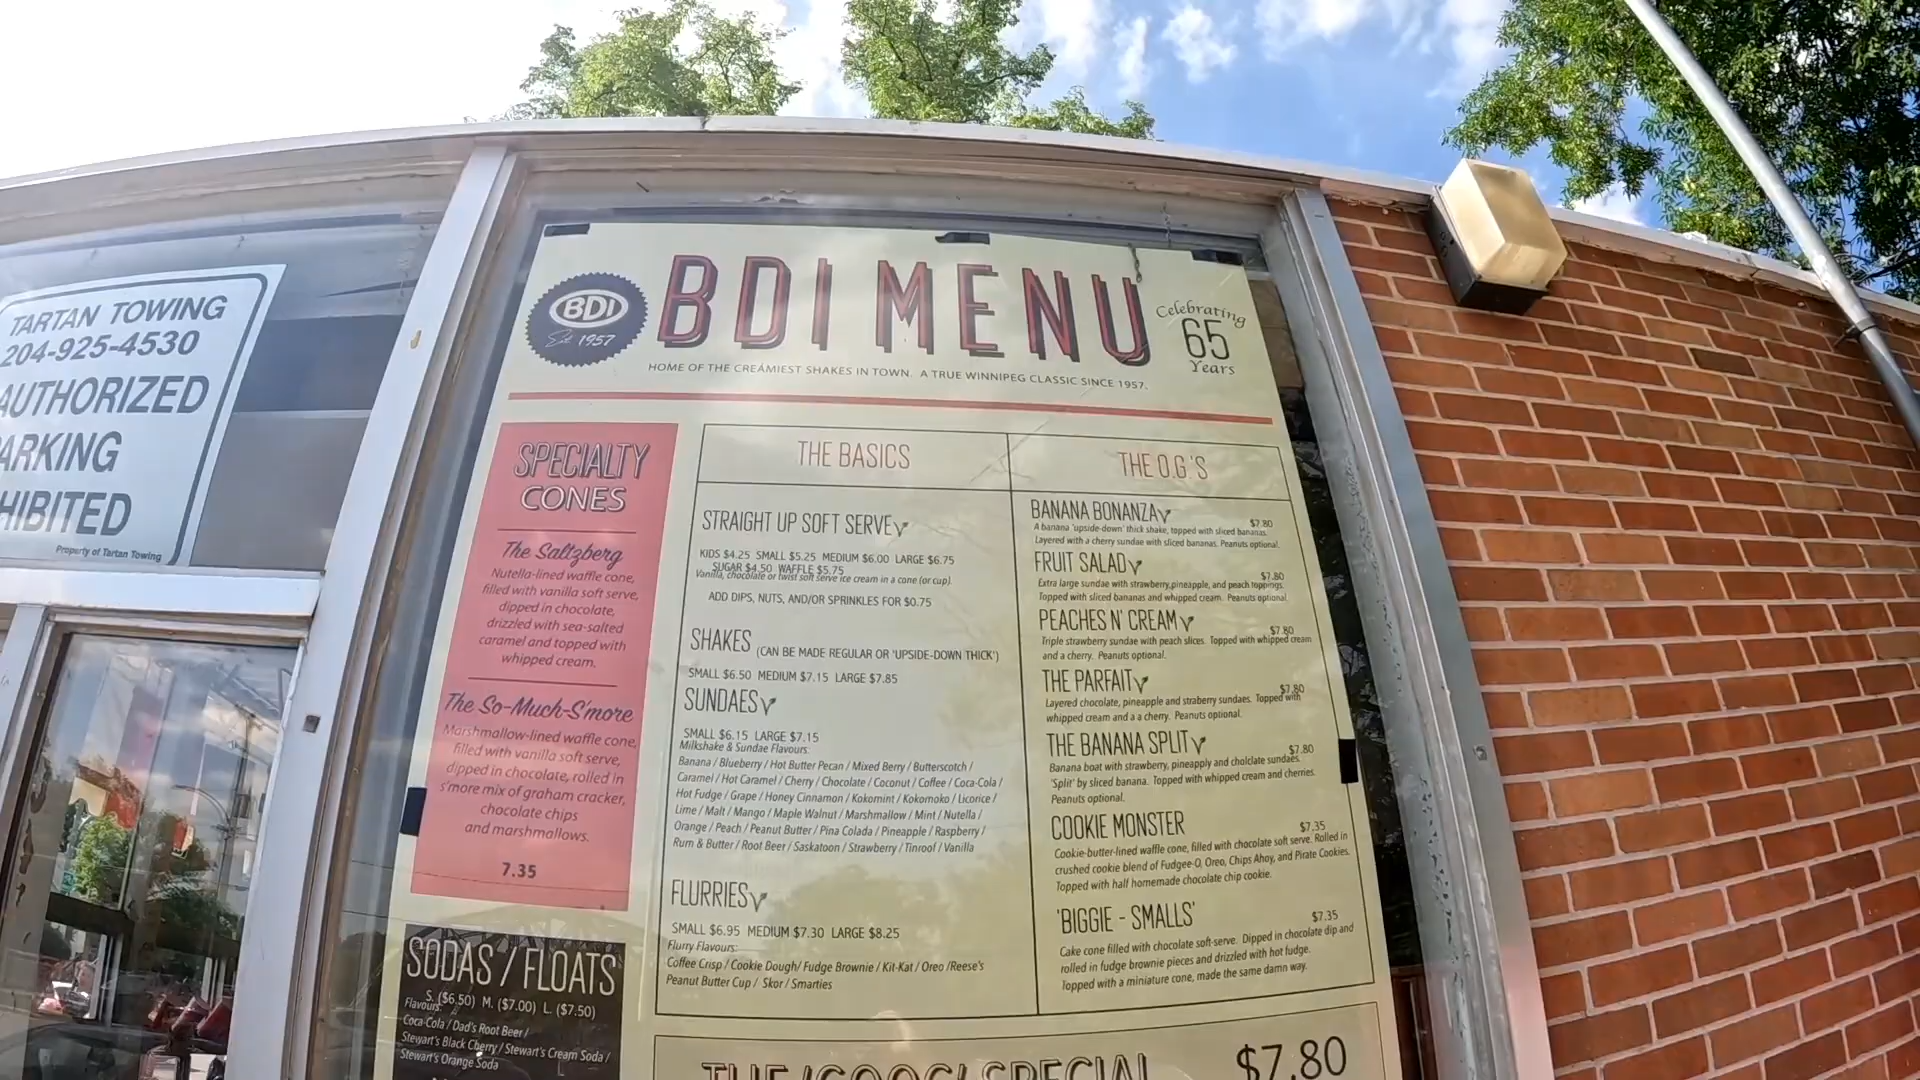 TARTAN TOWING
204-925-4530
AUTHORIZED
PARKING
HIBITED
Property of Tartan Towing
BDI
Est 1957
BDI MENU
Celebrating
65
Years
HOME OF THE CREAMIEST SHAKES IN TOWN. A TRUE WINNIPEG CLASSIC SINCE 1957.
SPECIALTY
CONES
The Saltzberg
Nutella-lined waffle cone,
filled with vanilla soft serve,
dipped in chocolate,
drizzled with sea-salted
caramel and topped with
whipped cream.
The So-Much-S'more
Marshmallow-lined waffle cone,
filled with vanilla soft serve,
dipped in chocolate, rolled in
s'more mix of graham cracker,
chocolate chips
and marshmallows.
7.35
SODAS / FLOATS
S. ($6.50) M. ($7.00) L. ($7.50)
Flavours:
Coca-Cola / Dad's Root Beer /
Stewart's Black Cherry / Stewart's Cream Soda /
Stewart's Orange Soda
THE BASICS
STRAIGHT UP SOFT SERVE
KIDS $4.25 SMALL $5.25 MEDIUM $6.00 LARGE $6.75
SUGAR $4.50 WAFFLE $5.75
Vanilla, chocolate or twist soft serve ice cream in a cone (or cup).
ADD DIPS, NUTS, AND/OR SPRINKLES FOR $0.75
SHAKES (CAN BE MADE REGULAR OR 'UPSIDE-DOWN THICK')
SMALL $6.50 MEDIUM $7.15 LARGE $7.85
SUNDAES
SMALL $6.15 LARGE $7.15
Milkshake & Sundae Flavours:
Banana / Blueberry / Hot Butter Pecan / Mixed Berry / Butterscotch /
Caramel / Hot Caramel / Cherry / Chocolate / Coconut / Coffee / Coca-Cola /
Hot Fudge / Grape / Honey Cinnamon / Kokomint / Kokomoko / Licorice /
Lime / Malt / Mango / Maple Walnut / Marshmallow / Mint / Nutella /
Orange / Peach / Peanut Butter / Pina Colada / Pineapple / Raspberry /
Rum & Butter / Root Beer / Saskatoon / Strawberry / Tinroof / Vanilla
FLURRIES
SMALL $6.95 MEDIUM $7.30 LARGE $8.25
Flurry Flavours:
Coffee Crisp / Cookie Dough/ Fudge Brownie / Kit-Kat / Oreo /Reese's
Peanut Butter Cup / Skor / Smarties
THE O.G.'S
BANANA BONANZA
$7.80
A banana 'upside-down' thick shake, topped with sliced bananas.
Layered with a cherry sundae with sliced bananas. Peanuts optional.
FRUIT SALAD
$7.80
Extra large sundae with strawberry,pineapple, and peach toppings.
Topped with sliced bananas and whipped cream. Peanuts optional.
PEACHES N' CREAM
$7.80
Triple strawberry sundae with peach slices. Topped with whipped cream
and a cherry. Peanuts optional.
THE PARFAIT
$7.80
Layered chocolate, pineapple and straberry sundaes. Topped with
whipped cream and a a cherry. Peanuts optional.
THE BANANA SPLIT
$7.80
Banana boat with strawberry, pineapply and cholclate sundaes.
'Split' by sliced banana. Topped with whipped cream and cherries.
Peanuts optional.
COOKIE MONSTER
$7.35
Cookie-butter-lined waffle cone, filled with chocolate soft serve. Rolled in
crushed cookie blend of Fudgee-O, Oreo, Chips Ahoy, and Pirate Cookies.
Topped with half homemade chocolate chip cookie.
'BIGGIE - SMALLS'
$7.35
Cake cone filled with chocolate soft-serve. Dipped in chocolate dip and
rolled in fudge brownie pieces and drizzled with hot fudge.
Topped with a miniature cone, made the same damn way.
THE 'GOOG' SPECIAL
$7.80